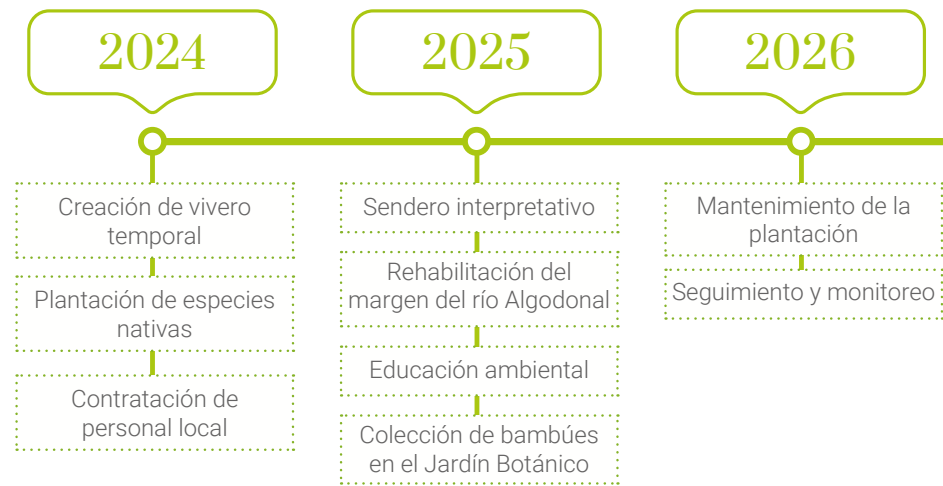 2024
2025
2026
Creación de vivero
temporal
Plantación de especies
nativas
Contratación de
personal local
Sendero interpretativo
Rehabilitación del
margen del río Algodonal
Educación ambiental
Colección de bambúes
en el Jardín Botánico
Mantenimiento de la
plantación
Seguimiento y monitoreo